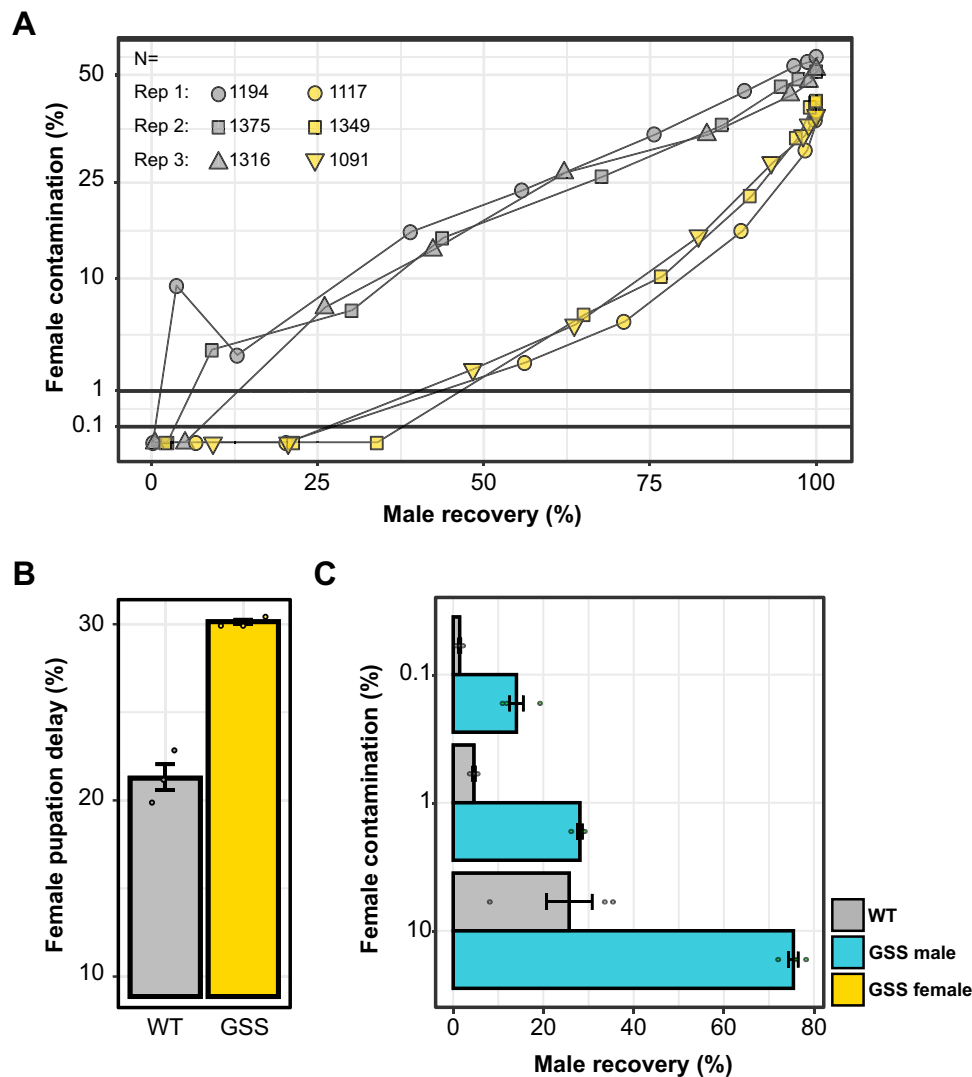 A
Female contamination (%)
50
25
10
1
0.1
N=
Rep 1: 1194 1117
Rep 2: 1375 1349
Rep 3: 1316 1091
0 25 50 75 100
Male recovery (%)
B
Female pupation delay (%)
30
20
10
WT GSS
C
Female contamination (%)
0.1
1
10
0 20 40 60 80
Male recovery (%)
WT
GSS male
GSS female